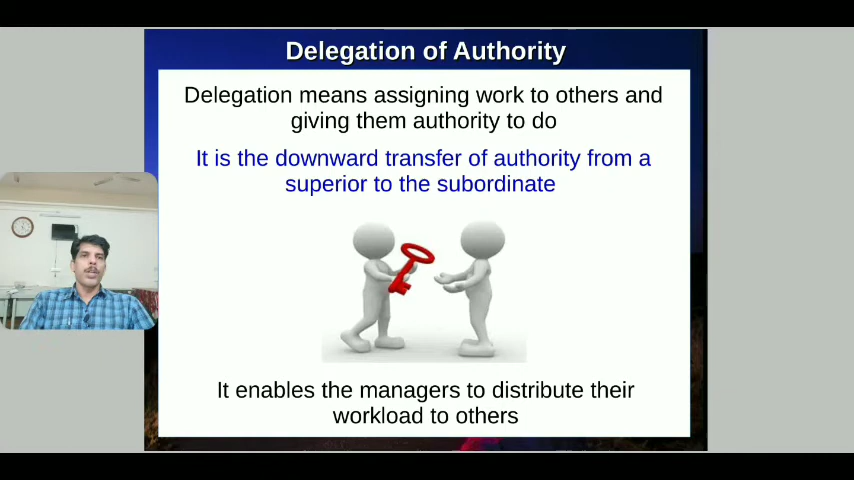 Delegation of Authority
Delegation means assigning work to others and
giving them authority to do
It is the downward transfer of authority from a
superior to the subordinate
It enables the managers to distribute their
workload to others